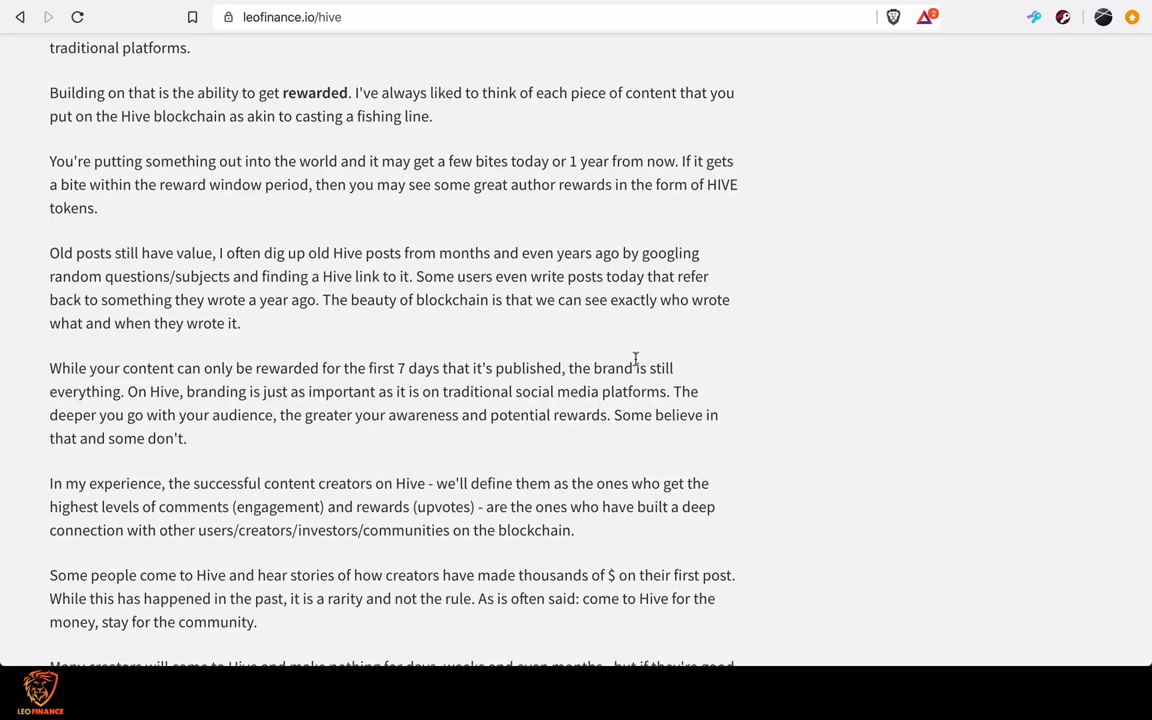 leofinance.io/hive
2
traditional platforms.
Building on that is the ability to get rewarded. I've always liked to think of each piece of content that you
put on the Hive blockchain as akin to casting a fishing line.
You're putting something out into the world and it may get a few bites today or 1 year from now. If it gets
a bite within the reward window period, then you may see some great author rewards in the form of HIVE
tokens.
Old posts still have value, I often dig up old Hive posts from months and even years ago by googling
random questions/subjects and finding a Hive link to it. Some users even write posts today that refer
back to something they wrote a year ago. The beauty of blockchain is that we can see exactly who wrote
what and when they wrote it.
While your content can only be rewarded for the first 7 days that it's published, the brand is still
everything. On Hive, branding is just as important as it is on traditional social media platforms. The
deeper you go with your audience, the greater your awareness and potential rewards. Some believe in
that and some don't.
In my experience, the successful content creators on Hive - we'll define them as the ones who get the
highest levels of comments (engagement) and rewards (upvotes) - are the ones who have built a deep
connection with other users/creators/investors/communities on the blockchain.
Some people come to Hive and hear stories of how creators have made thousands of $ on their first post.
While this has happened in the past, it is a rarity and not the rule. As is often said: come to Hive for the
money, stay for the community.
Many creators will come to Hive and make nothing for days, weeks and even months - but if they're good
LEOFINANCE